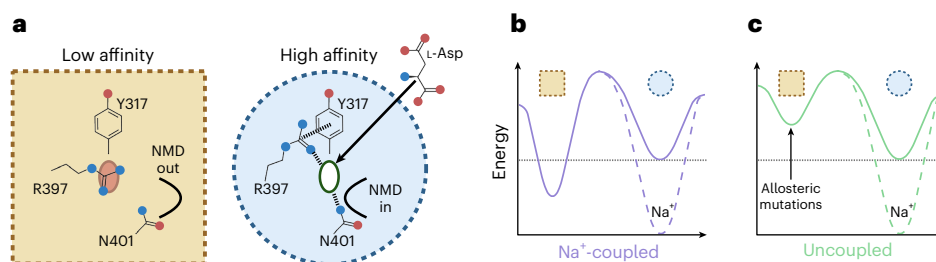 a
Low affinity
Y317
R397
NMD
out
N401
High affinity
L-Asp
Y317
R397
NMD
in
N401
b
Energy
Na+
Na+-coupled
c
Allosteric
mutations
Na+
Uncoupled